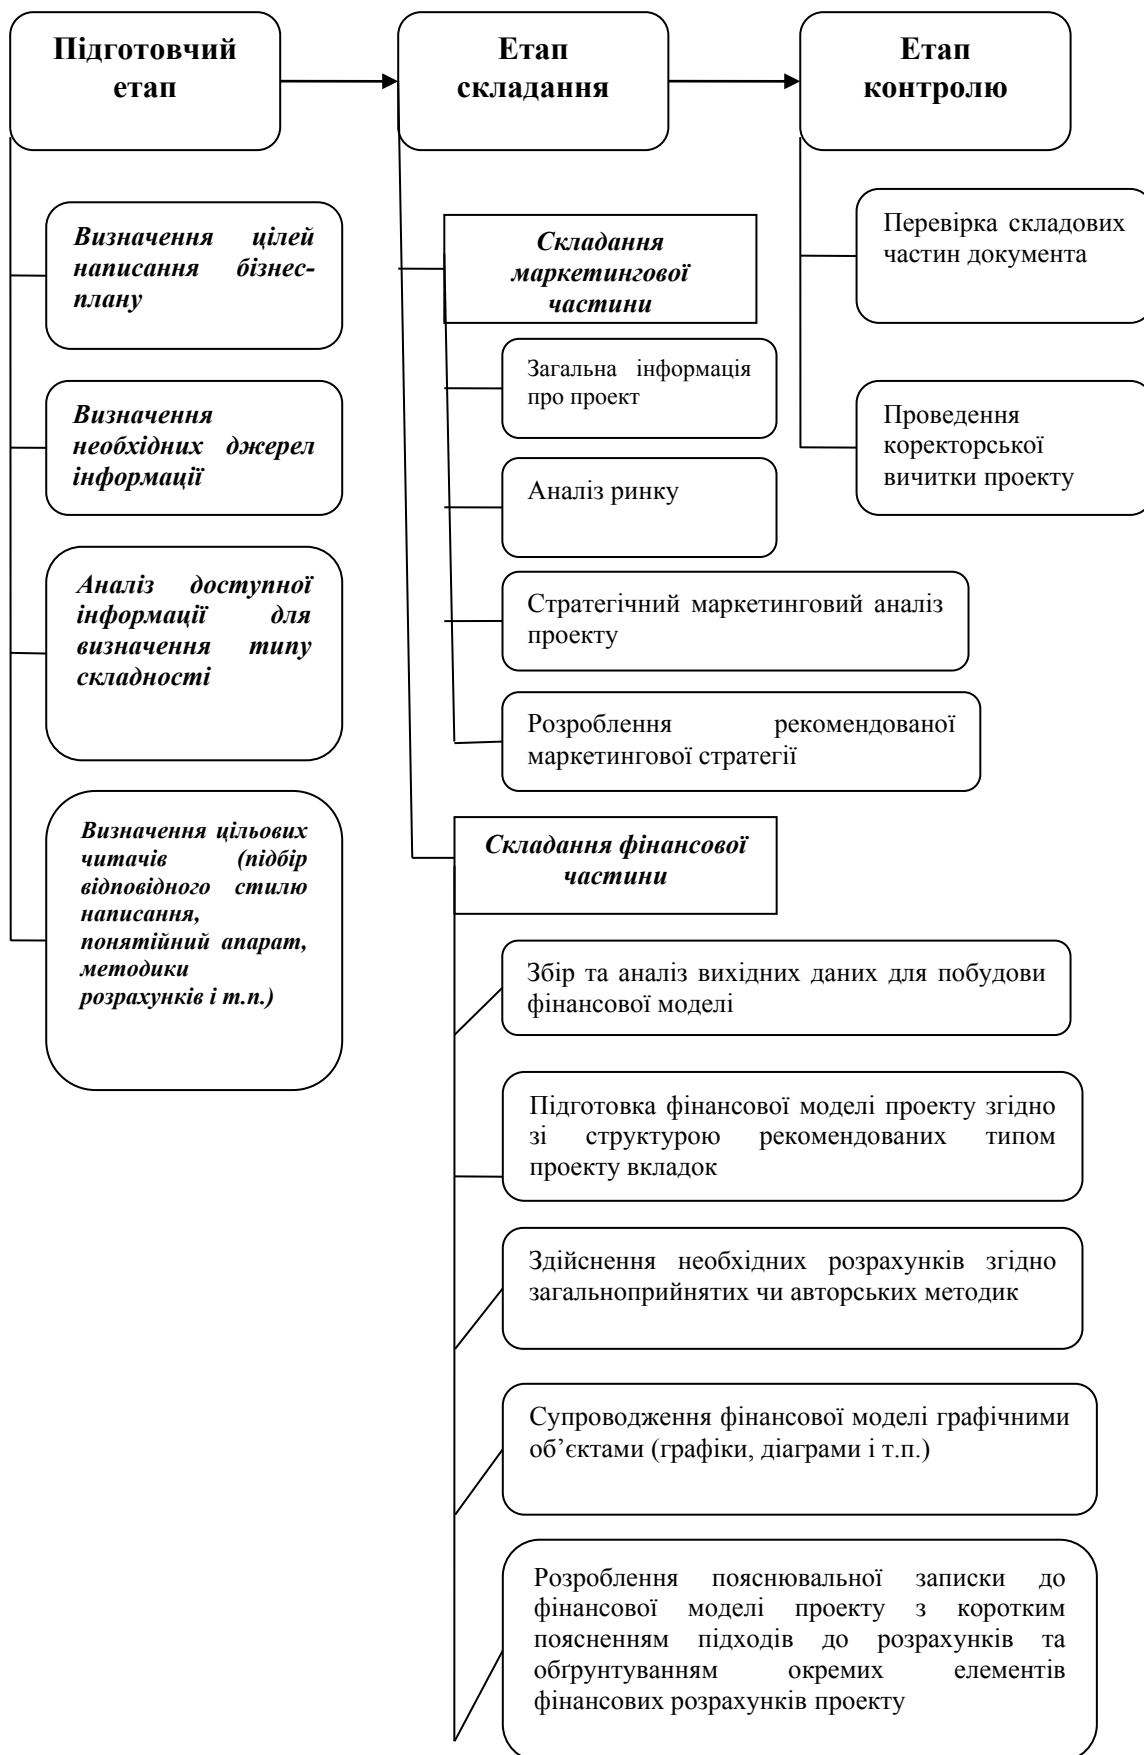 Підготовчий
етап
Етап
складання
Етап
контролю
Визначення цілей
написання бізнес-
плану
Визначення
необхідних джерел
інформації
Аналіз доступної
інформації для
визначення типу
складності
Визначення цільових
читачів (підбір
відповідного стилю
написання,
понятійний апарат,
методики
розрахунків і т.п.)
Складання
маркетингової
частини
Загальна інформація
про проект
Аналіз ринку
Стратегічний маркетинговий аналіз
проекту
Розроблення рекомендованої
маркетингової стратегії
Складання фінансової
частини
Збір та аналіз вихідних даних для побудови
фінансової моделі
Підготовка фінансової моделі проекту згідно
зі структурою рекомендованих типом
проекту вкладок
Здійснення необхідних розрахунків згідно
загальноприйнятих чи авторських методик
Супроводження фінансової моделі графічними
об’єктами (графіки, діаграми і т.п.)
Розроблення пояснювальної записки до
фінансової моделі проекту з коротким
поясненням підходів до розрахунків та
обґрунтуванням окремих елементів
фінансових розрахунків проекту
Перевірка складових
частин документа
Проведення
коректорської
вичитки проекту